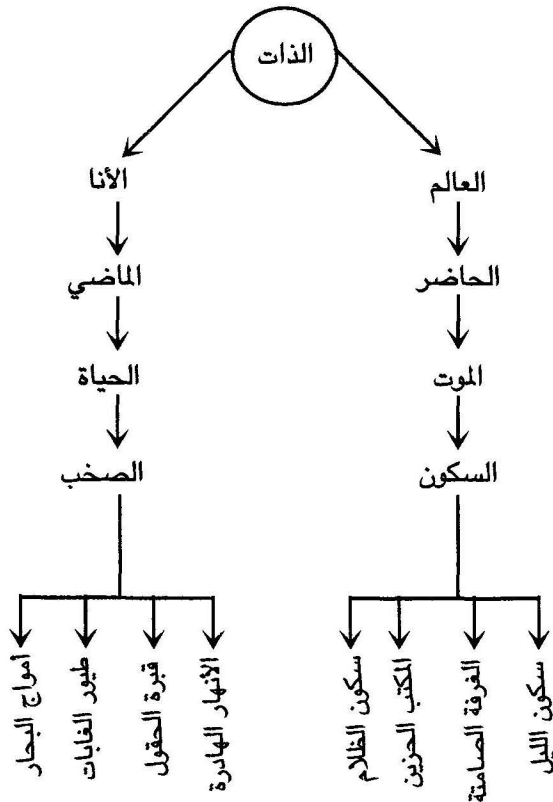 الذات
العالم
الأنا
الحاضر
الماضي
الموت
الحياة
السكون
الصخب
سكون الليل
الغرفة الصامتة
المكتب الحزين
سكون الظلام
الأنهار الهادرة
قبرة الحقول
طيور الغابات
أمواج البحار